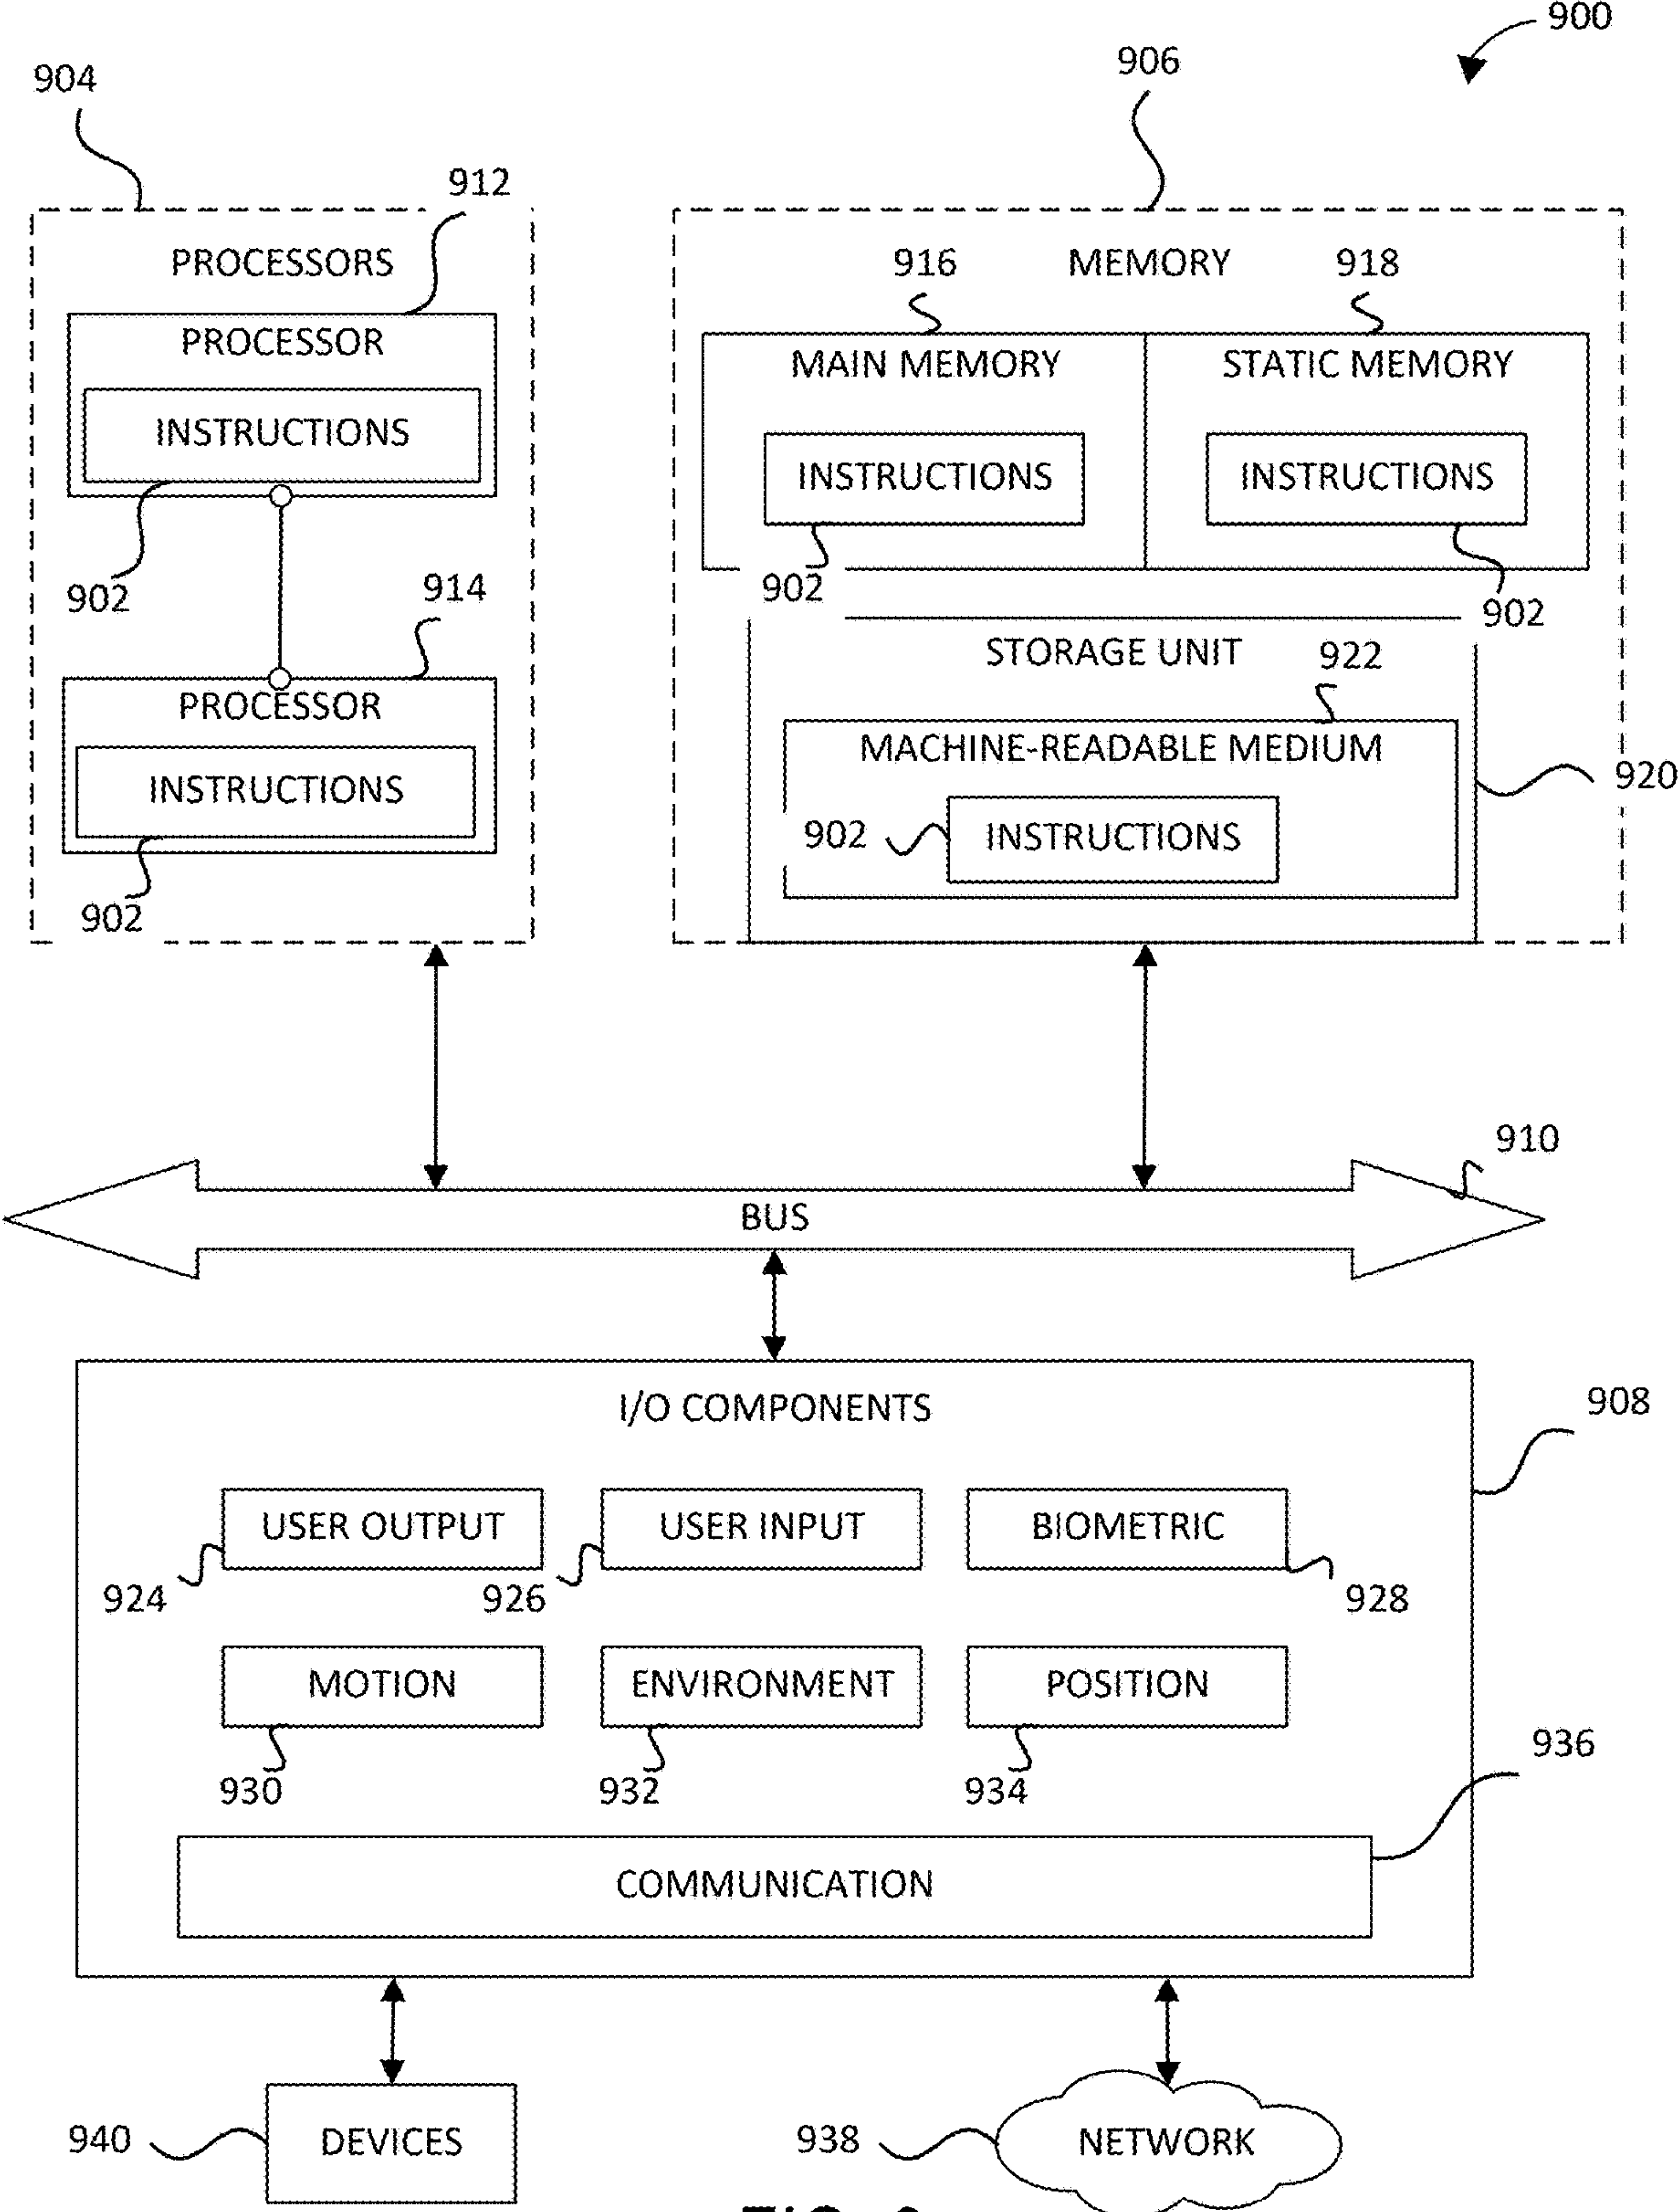 900
906
904
912
PROCESSORS
916 MEMORY 918
PROCESSOR
MAIN MEMORY STATIC MEMORY
INSTRUCTIONS
INSTRUCTIONS INSTRUCTIONS
902 914 902 902
STORAGE UNIT 922
PROCESSOR
MACHINE-READABLE MEDIUM
920
INSTRUCTIONS
902 INSTRUCTIONS
902
910
BUS
I/O COMPONENTS
908
USER OUTPUT USER INPUT BIOMETRIC
924 926 928
MOTION ENVIRONMENT POSITION
936
930 932 934
COMMUNICATION
940 DEVICES 938 NETWORK